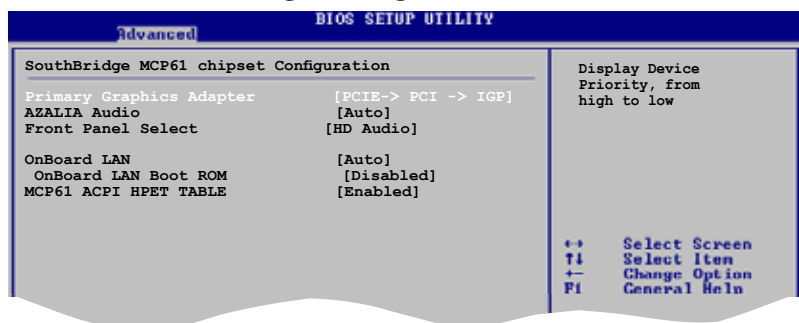 BIOS SETUP UTILITY
Advanced
SouthBridge MCP61 chipset Configuration
Primary Graphics Adapter [PCIE-> PCI -> IGP]
AZALIA Audio [Auto]
Front Panel Select [HD Audio]
OnBoard LAN [Auto]
OnBoard LAN Boot ROM [Disabled]
MCP61 ACPI HPET TABLE [Enabled]
Display Device
Priority, from
high to low
←→ Select Screen
↑↓ Select Item
+- Change Option
F1 General Help